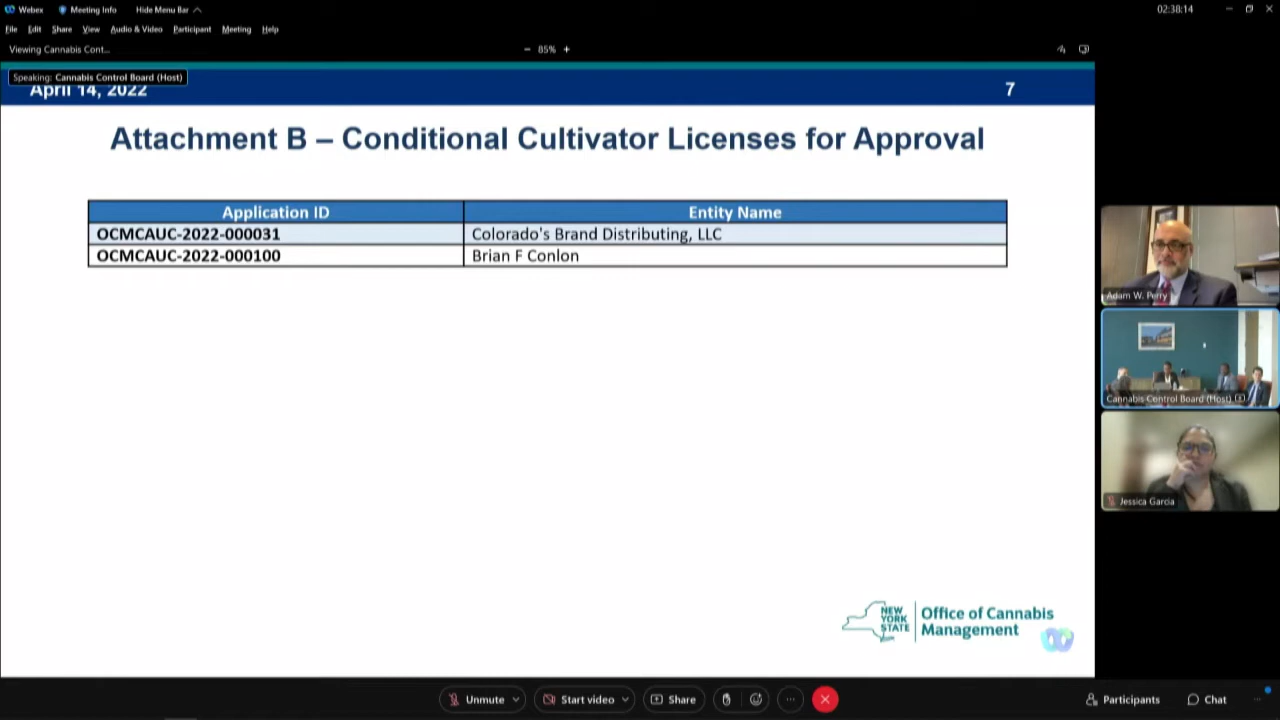 Webex Meeting Info Hide Menu Bar 02:38:14
File Edit Share View Audio & Video Participant Meeting Help
Viewing Cannabis Cont... 85%
Speaking: Cannabis Control Board (Host)
April 14, 2022 7
Attachment B – Conditional Cultivator Licenses for Approval
Application ID Entity Name
OCMCAUC-2022-000031 Colorado's Brand Distributing, LLC
OCMCAUC-2022-000100 Brian F Conlon
Adam W. Perry
Cannabis Control Board (Host)
Jessica Garcia
NEW YORK STATE
Office of Cannabis
Management
Unmute Start video Share Participants Chat